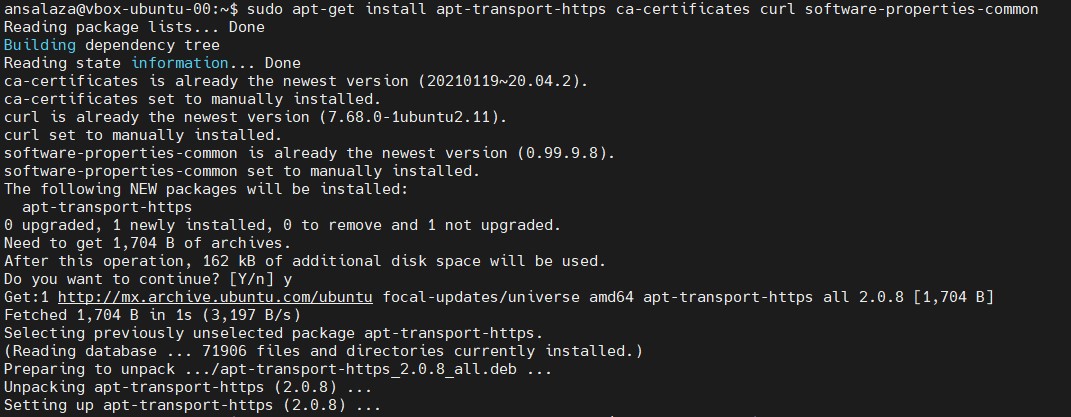 ansalaza@vbox-ubuntu-00:~$ sudo apt-get install apt-transport-https ca-certificates curl software-properties-common
Reading package lists... Done
Building dependency tree
Reading state information... Done
ca-certificates is already the newest version (20210119~20.04.2).
ca-certificates set to manually installed.
curl is already the newest version (7.68.0-1ubuntu2.11).
curl set to manually installed.
software-properties-common is already the newest version (0.99.9.8).
software-properties-common set to manually installed.
The following NEW packages will be installed:
  apt-transport-https
0 upgraded, 1 newly installed, 0 to remove and 1 not upgraded.
Need to get 1,704 B of archives.
After this operation, 162 kB of additional disk space will be used.
Do you want to continue? [Y/n] y
Get:1 http://mx.archive.ubuntu.com/ubuntu focal-updates/universe amd64 apt-transport-https all 2.0.8 [1,704 B]
Fetched 1,704 B in 1s (3,197 B/s)
Selecting previously unselected package apt-transport-https.
(Reading database ... 71906 files and directories currently installed.)
Preparing to unpack .../apt-transport-https_2.0.8_all.deb ...
Unpacking apt-transport-https (2.0.8) ...
Setting up apt-transport-https (2.0.8) ...